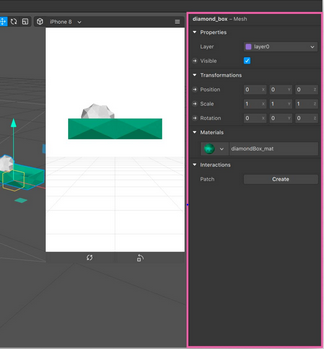 iPhone 8
diamond_box – Mesh
Properties
Layer layer0
Visible
Transformations
Position 0 0 0
Scale 1 1 1
Rotation 0 0 0
Materials
diamondBox_mat
Interactions
Patch Create